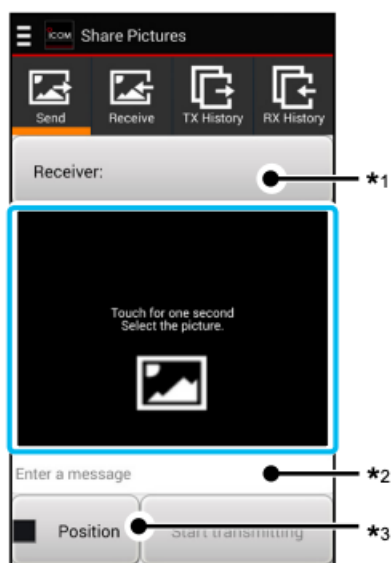 ICOM Share Pictures
Send Receive TX History RX History
Receiver:
*1
Touch for one second
Select the picture.
Enter a message
*2
Position Start transmitting
*3